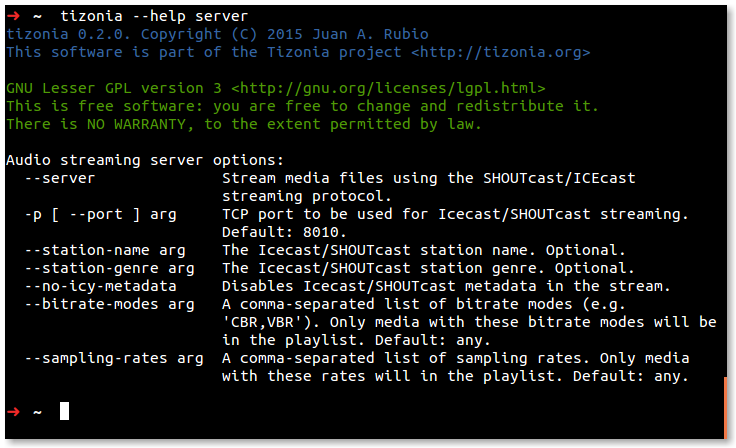 ➜ ~ tizonia --help server
tizonia 0.2.0. Copyright (C) 2015 Juan A. Rubio
This software is part of the Tizonia project <http://tizonia.org>
GNU Lesser GPL version 3 <http://gnu.org/licenses/lgpl.html>
This is free software: you are free to change and redistribute it.
There is NO WARRANTY, to the extent permitted by law.
Audio streaming server options:
--server Stream media files using the SHOUTcast/ICEcast
streaming protocol.
-p [ --port ] arg TCP port to be used for Icecast/SHOUTcast streaming.
Default: 8010.
--station-name arg The Icecast/SHOUTcast station name. Optional.
--station-genre arg The Icecast/SHOUTcast station genre. Optional.
--no-icy-metadata Disables Icecast/SHOUTcast metadata in the stream.
--bitrate-modes arg A comma-separated list of bitrate modes (e.g.
'CBR,VBR'). Only media with these bitrate modes will be
in the playlist. Default: any.
--sampling-rates arg A comma-separated list of sampling rates. Only media
with these rates will in the playlist. Default: any.
➜ ~